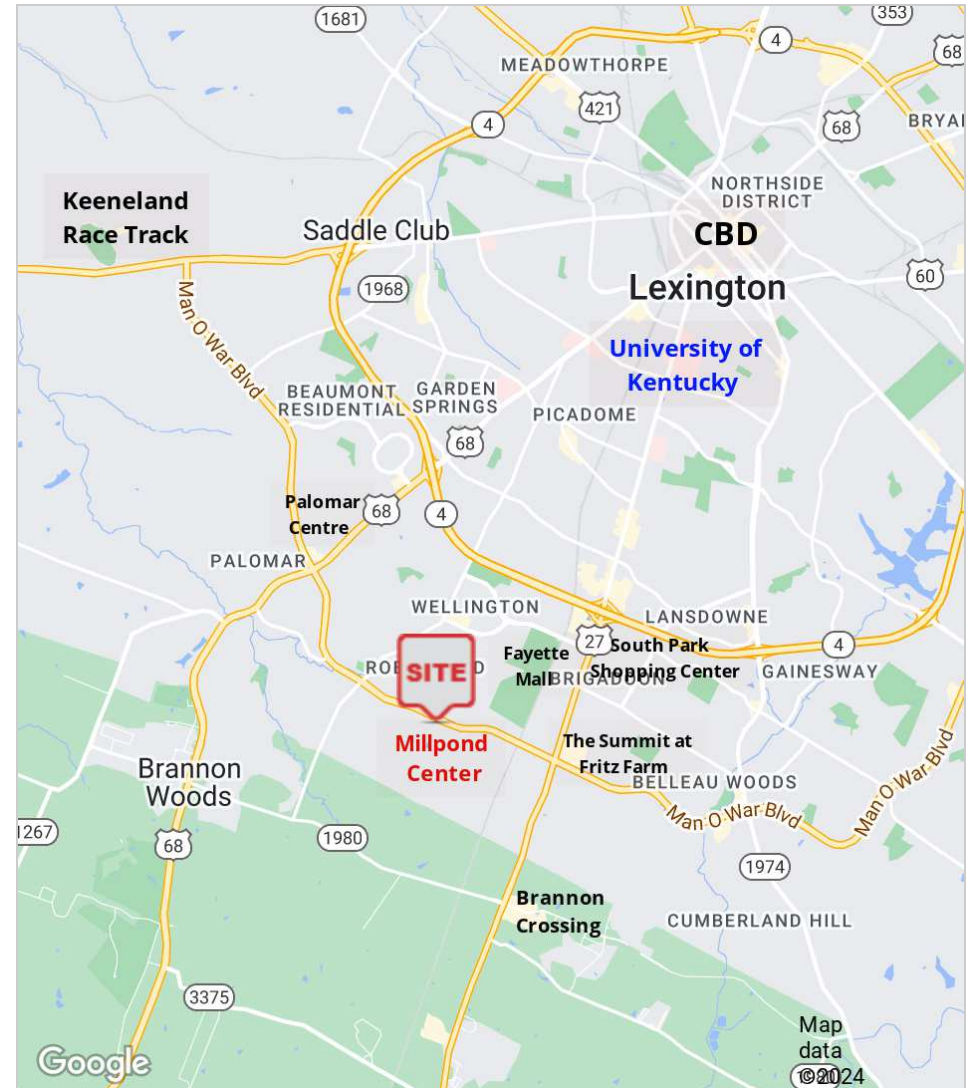 1681
353
4
68
MEADOWTHORPE
421
4
68
NORTHSIDE
DISTRICT
Keeneland
Race Track
Saddle Club
CBD
60
1968
Lexington
Man O War Blvd
University of
Kentucky
BEAUMONT
RESIDENTIAL
GARDEN
SPRINGS
PICADOME
68
Palomar
Centre
68
4
PALOMAR
WELLINGTON
LANSDOWNE
27
South Park
Shopping Center
4
Fayette
Mall
GAINESWAY
SITE
Millpond
Center
The Summit at
Fritz Farm
BELLEAU WOODS
Brannon
Woods
Man O War Blvd
Man O War Blvd
1267
68
1980
1974
Brannon
Crossing
CUMBERLAND HILL
3375
Map
data
©2024
Google